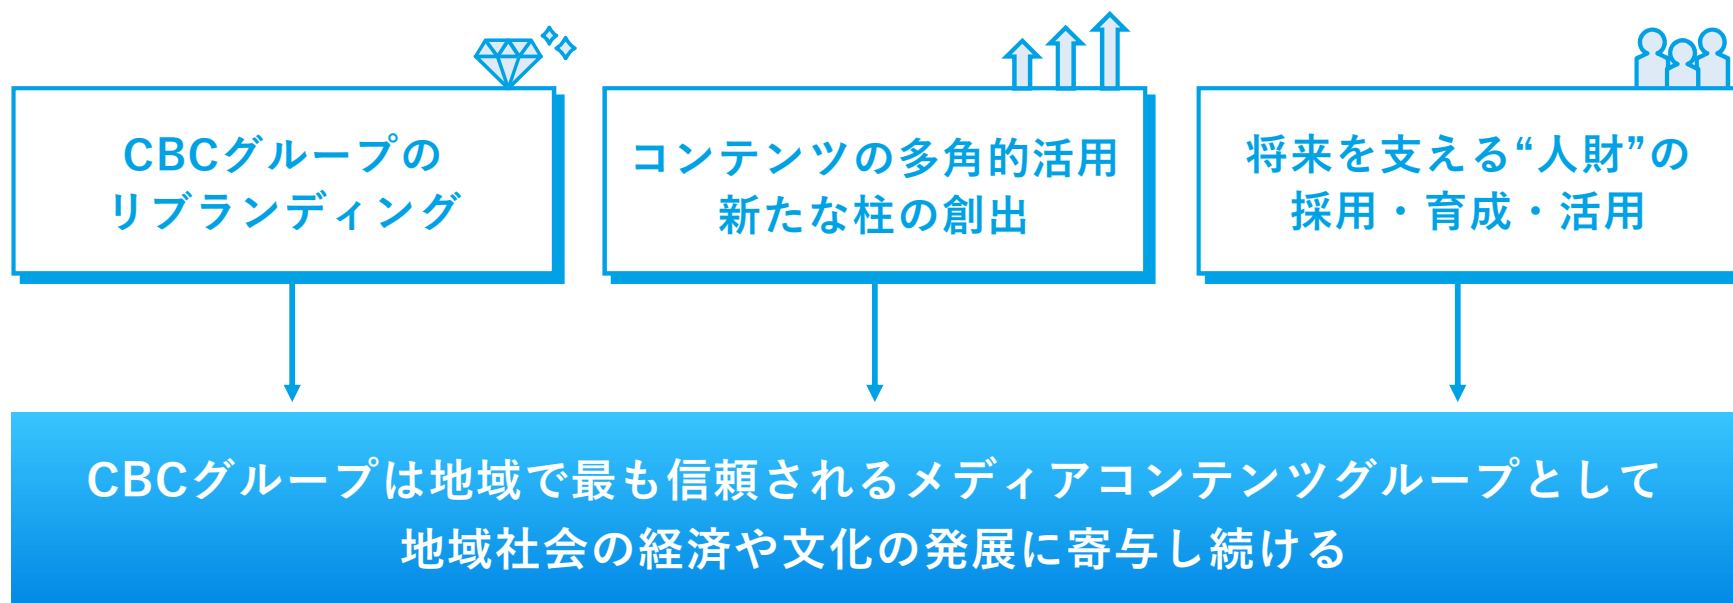 CBCグループの
リブランディング
コンテンツの多角的活用
新たな柱の創出
将来を支える“人財”の
採用・育成・活用
CBCグループは地域で最も信頼されるメディアコンテンツグループとして
地域社会の経済や文化の発展に寄与し続ける